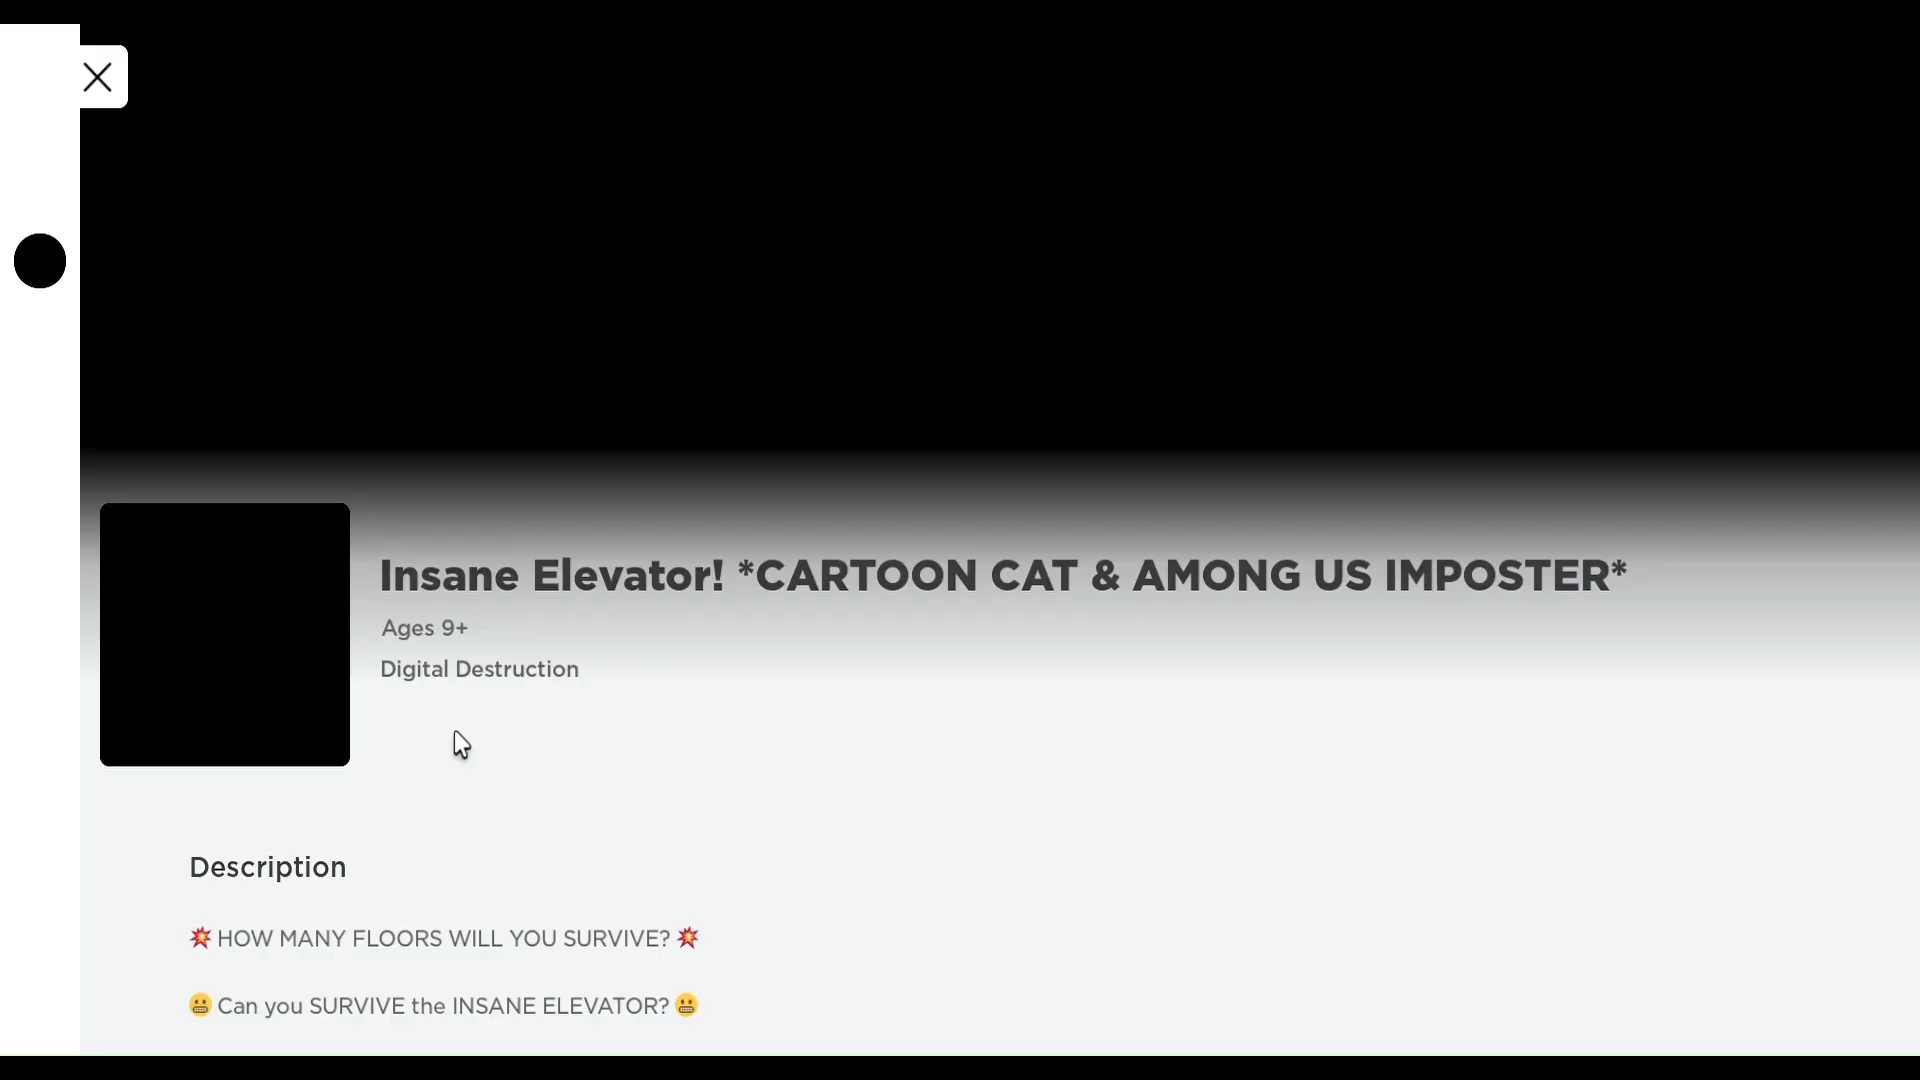 Insane Elevator! *CARTOON CAT & AMONG US IMPOSTER*
Ages 9+
Digital Destruction
Description
💥 HOW MANY FLOORS WILL YOU SURVIVE? 💥
😬 Can you SURVIVE the INSANE ELEVATOR? 😬